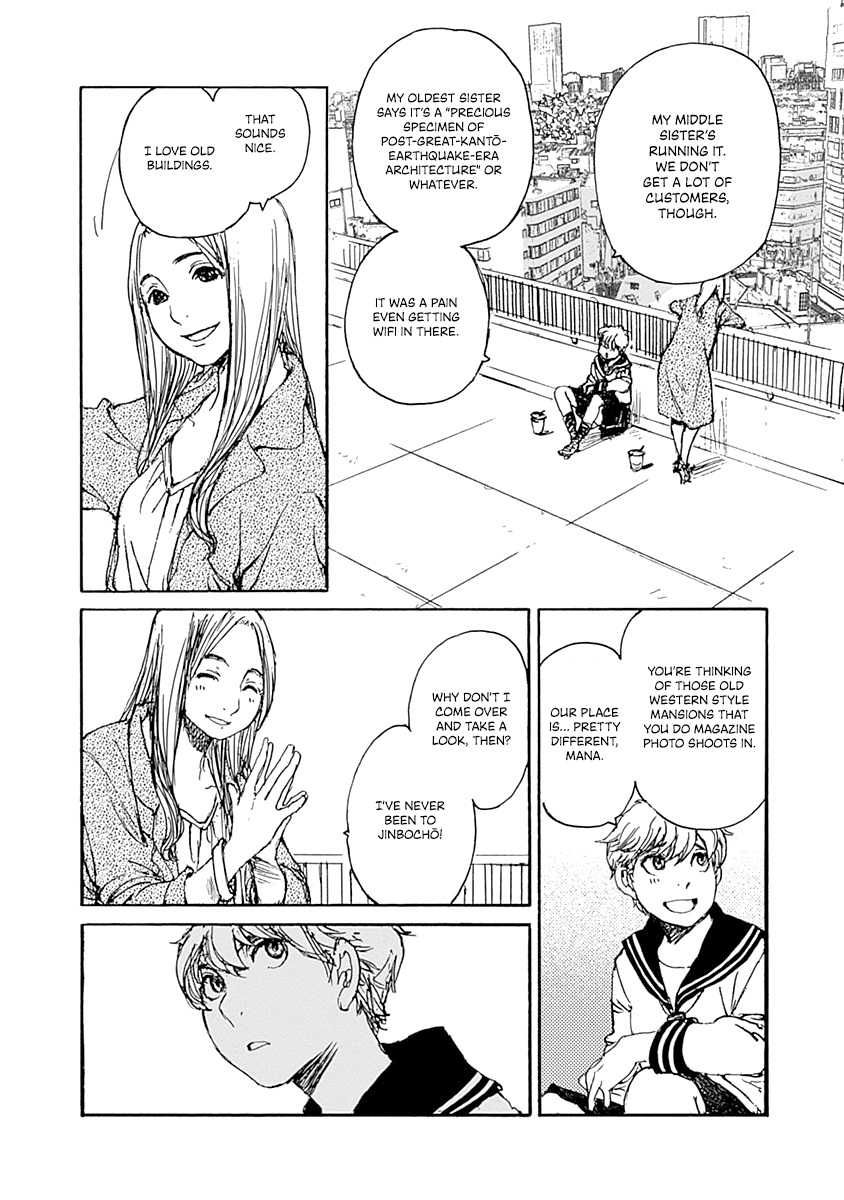 MY MIDDLE
SISTER'S
RUNNING IT.
WE DON'T
GET A LOT OF
CUSTOMERS,
THOUGH.
MY OLDEST SISTER
SAYS IT'S A "PRECIOUS
SPECIMEN OF
POST-GREAT-KANTŌ-
EARTHQUAKE-ERA
ARCHITECTURE" OR
WHATEVER.
IT WAS A PAIN
EVEN GETTING
WIFI IN THERE.
THAT
SOUNDS
NICE.
I LOVE OLD
BUILDINGS.
YOU'RE THINKING
OF THOSE OLD
WESTERN STYLE
MANSIONS THAT
YOU DO MAGAZINE
PHOTO SHOOTS IN.
OUR PLACE
IS... PRETTY
DIFFERENT,
MANA.
WHY DON'T I
COME OVER
AND TAKE A
LOOK, THEN?
I'VE NEVER
BEEN TO
JINBOCHŌ!